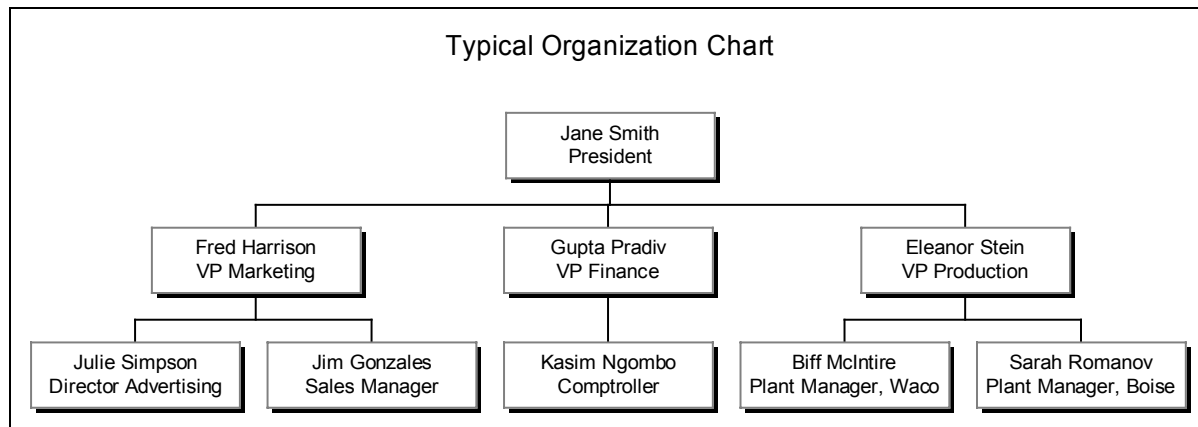 Typical Organization Chart
Jane Smith
President
Fred Harrison
VP Marketing
Gupta Pradiv
VP Finance
Eleanor Stein
VP Production
Julie Simpson
Director Advertising
Jim Gonzales
Sales Manager
Kasim Ngombo
Comptroller
Biff McIntire
Plant Manager, Waco
Sarah Romanov
Plant Manager, Boise